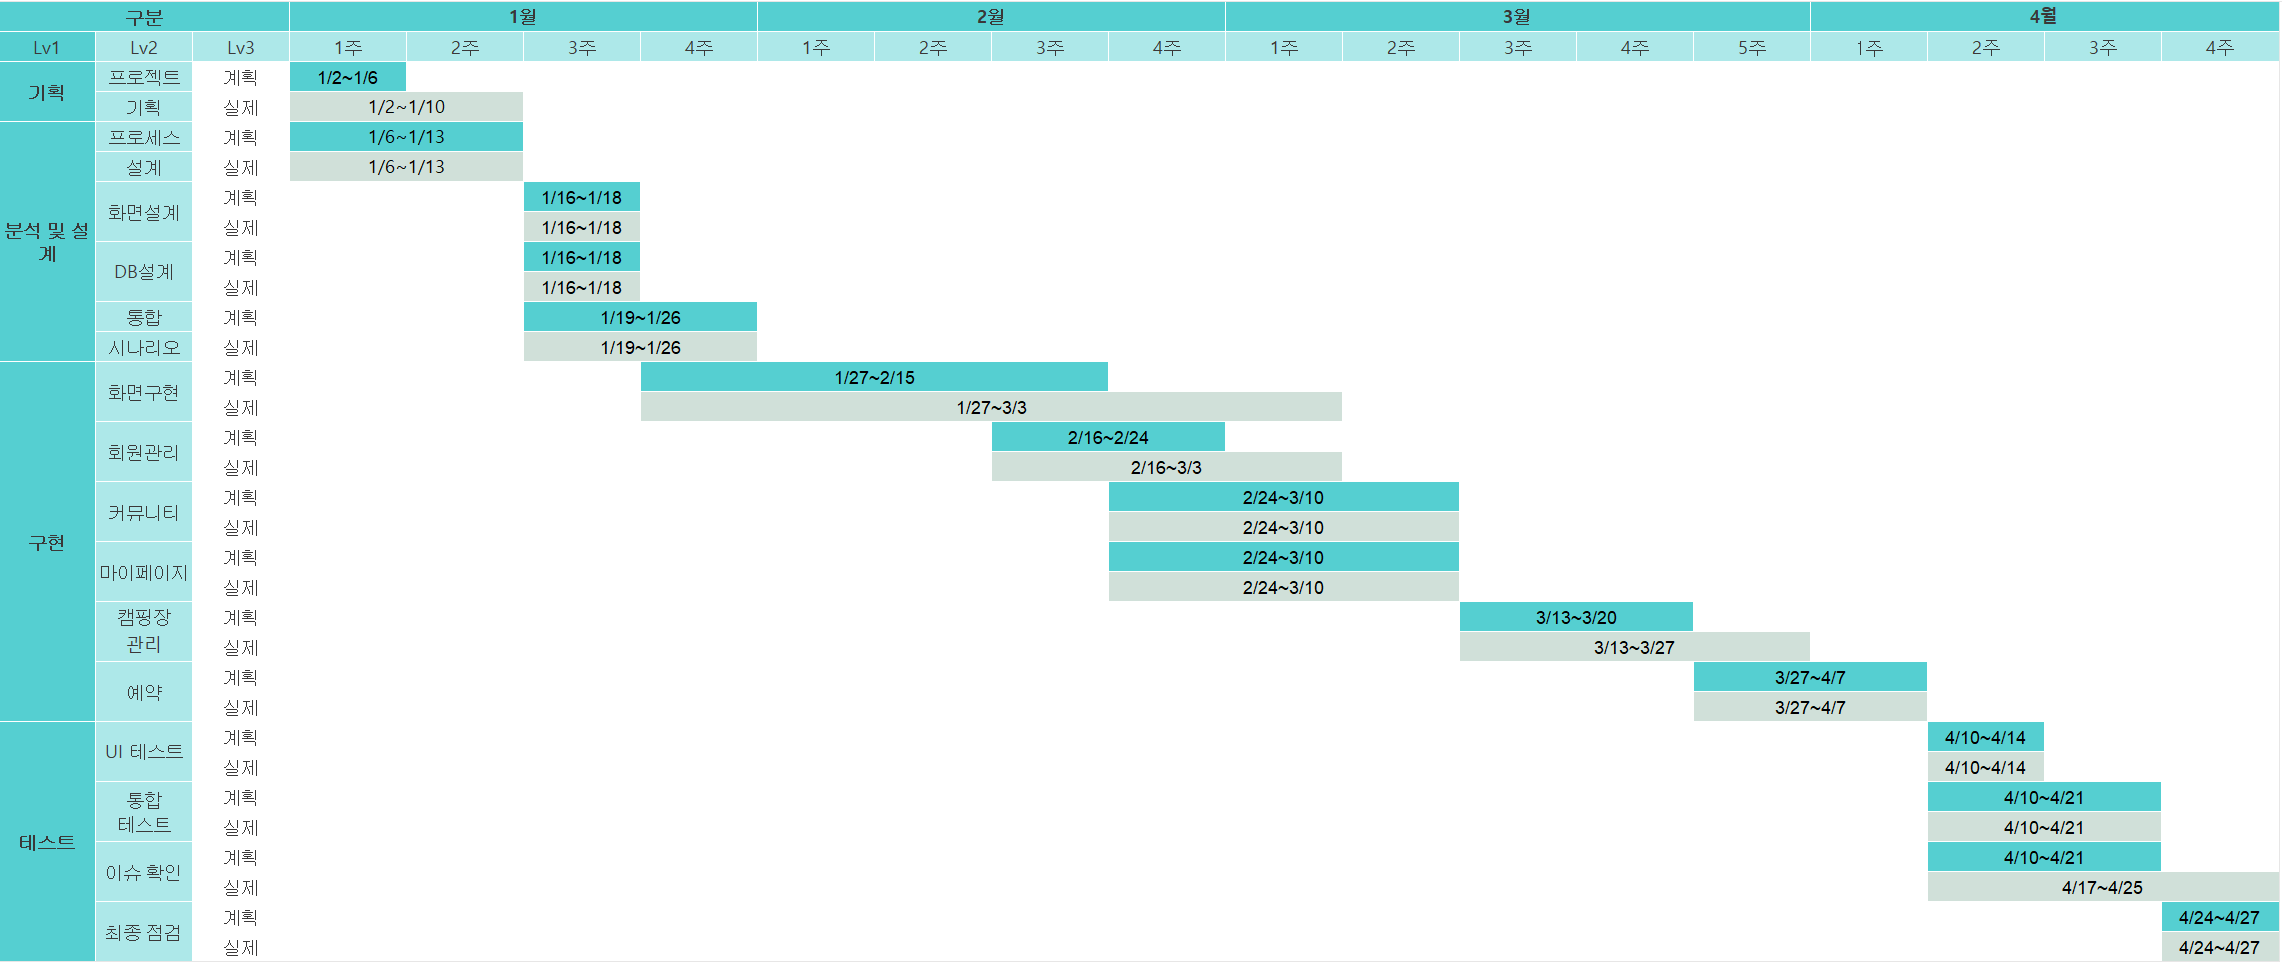 구분 1월 2월 3월 4월
Lv1 Lv2 Lv3 1주 2주 3주 4주 1주 2주 3주 4주 1주 2주 3주 4주 5주 1주 2주 3주 4주
기획
프로젝트 계획 1/2~1/6
기획 실제 1/2~1/10
분석 및 설
계
프로세스 계획 1/6~1/13
설계 실제 1/6~1/13
화면설계
계획 1/16~1/18
실제 1/16~1/18
DB설계
계획 1/16~1/18
실제 1/16~1/18
통합 계획 1/19~1/26
시나리오 실제 1/19~1/26
구현
화면구현
계획 1/27~2/15
실제 1/27~3/3
회원관리
계획 2/16~2/24
실제 2/16~3/3
커뮤니티
계획 2/24~3/10
실제 2/24~3/10
마이페이지
계획 2/24~3/10
실제 2/24~3/10
캠핑장 계획 3/13~3/20
관리 실제 3/13~3/27
예약
계획 3/27~4/7
실제 3/27~4/7
테스트
UI 테스트
계획 4/10~4/14
실제 4/10~4/14
통합 계획 4/10~4/21
테스트 실제 4/10~4/21
이슈 확인
계획 4/10~4/21
실제 4/17~4/25
최종 점검
계획 4/24~4/27
실제 4/24~4/27